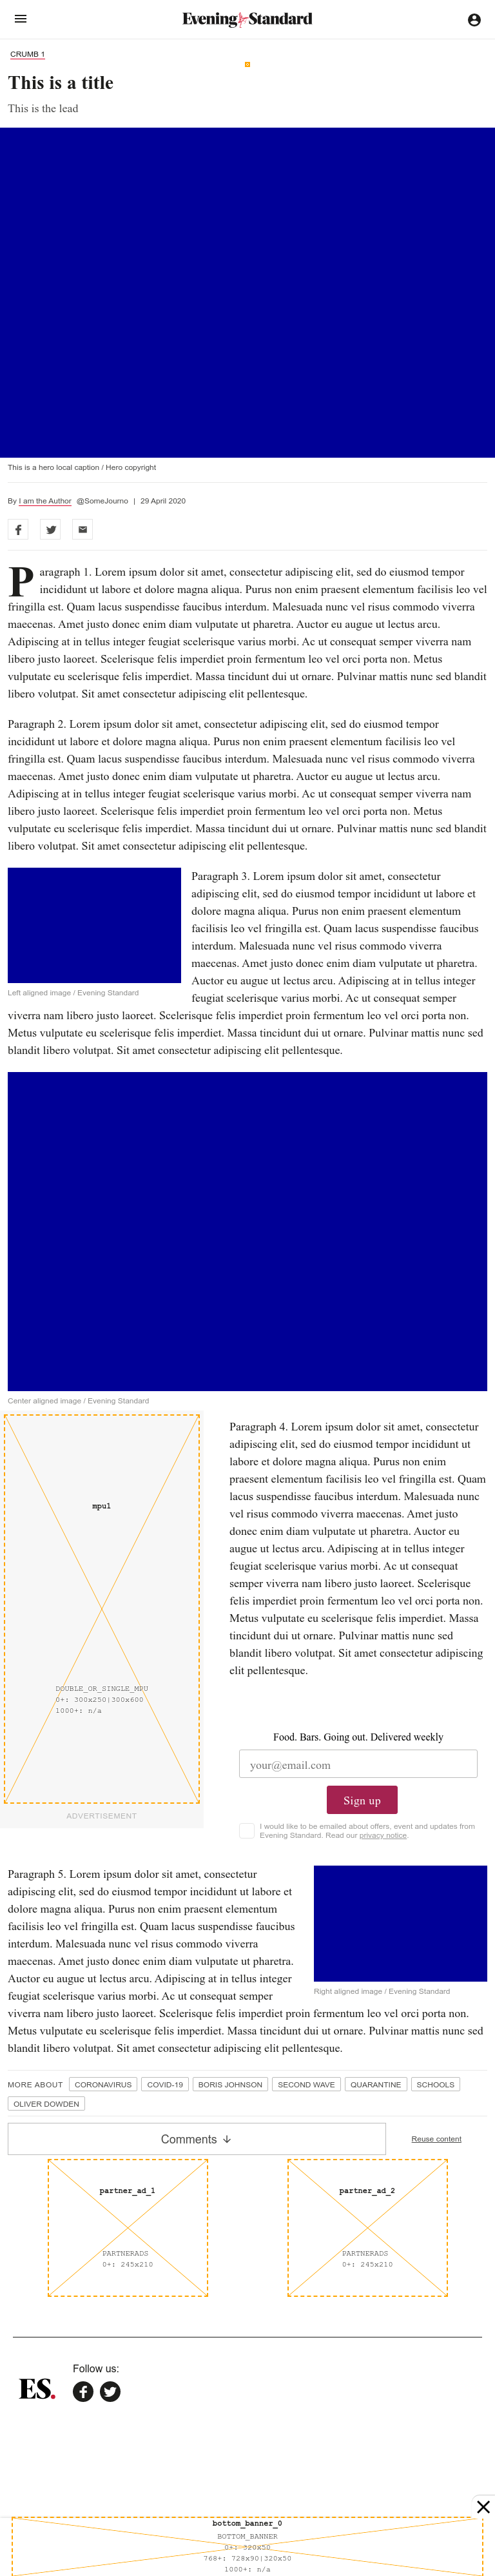 Evening Standard
CRUMB 1
This is a title
This is the lead
This is a hero local caption / Hero copyright
By I am the Author @SomeJourno | 29 April 2020
Paragraph 1. Lorem ipsum dolor sit amet, consectetur adipiscing elit, sed do eiusmod tempor
incididunt ut labore et dolore magna aliqua. Purus non enim praesent elementum facilisis leo vel
fringilla est. Quam lacus suspendisse faucibus interdum. Malesuada nunc vel risus commodo viverra
maecenas. Amet justo donec enim diam vulputate ut pharetra. Auctor eu augue ut lectus arcu.
Adipiscing at in tellus integer feugiat scelerisque varius morbi. Ac ut consequat semper viverra nam
libero justo laoreet. Scelerisque felis imperdiet proin fermentum leo vel orci porta non. Metus
vulputate eu scelerisque felis imperdiet. Massa tincidunt dui ut ornare. Pulvinar mattis nunc sed blandit
libero volutpat. Sit amet consectetur adipiscing elit pellentesque.
Paragraph 2. Lorem ipsum dolor sit amet, consectetur adipiscing elit, sed do eiusmod tempor
incididunt ut labore et dolore magna aliqua. Purus non enim praesent elementum facilisis leo vel
fringilla est. Quam lacus suspendisse faucibus interdum. Malesuada nunc vel risus commodo viverra
maecenas. Amet justo donec enim diam vulputate ut pharetra. Auctor eu augue ut lectus arcu.
Adipiscing at in tellus integer feugiat scelerisque varius morbi. Ac ut consequat semper viverra nam
libero justo laoreet. Scelerisque felis imperdiet proin fermentum leo vel orci porta non. Metus
vulputate eu scelerisque felis imperdiet. Massa tincidunt dui ut ornare. Pulvinar mattis nunc sed blandit
libero volutpat. Sit amet consectetur adipiscing elit pellentesque.
Left aligned image / Evening Standard
Paragraph 3. Lorem ipsum dolor sit amet, consectetur
adipiscing elit, sed do eiusmod tempor incididunt ut labore et
dolore magna aliqua. Purus non enim praesent elementum
facilisis leo vel fringilla est. Quam lacus suspendisse faucibus
interdum. Malesuada nunc vel risus commodo viverra
maecenas. Amet justo donec enim diam vulputate ut pharetra.
Auctor eu augue ut lectus arcu. Adipiscing at in tellus integer
feugiat scelerisque varius morbi. Ac ut consequat semper
viverra nam libero justo laoreet. Scelerisque felis imperdiet proin fermentum leo vel orci porta non.
Metus vulputate eu scelerisque felis imperdiet. Massa tincidunt dui ut ornare. Pulvinar mattis nunc sed
blandit libero volutpat. Sit amet consectetur adipiscing elit pellentesque.
Center aligned image / Evening Standard
mpu1
DOUBLE_OR_SINGLE_MPU
0+: 300x250|300x600
1000+: n/a
ADVERTISEMENT
Paragraph 4. Lorem ipsum dolor sit amet, consectetur
adipiscing elit, sed do eiusmod tempor incididunt ut
labore et dolore magna aliqua. Purus non enim
praesent elementum facilisis leo vel fringilla est. Quam
lacus suspendisse faucibus interdum. Malesuada nunc
vel risus commodo viverra maecenas. Amet justo
donec enim diam vulputate ut pharetra. Auctor eu
augue ut lectus arcu. Adipiscing at in tellus integer
feugiat scelerisque varius morbi. Ac ut consequat
semper viverra nam libero justo laoreet. Scelerisque
felis imperdiet proin fermentum leo vel orci porta non.
Metus vulputate eu scelerisque felis imperdiet. Massa
tincidunt dui ut ornare. Pulvinar mattis nunc sed
blandit libero volutpat. Sit amet consectetur adipiscing
elit pellentesque.
Food. Bars. Going out. Delivered weekly
your@email.com
Sign up
I would like to be emailed about offers, event and updates from
Evening Standard. Read our privacy notice.
Paragraph 5. Lorem ipsum dolor sit amet, consectetur
adipiscing elit, sed do eiusmod tempor incididunt ut labore et
dolore magna aliqua. Purus non enim praesent elementum
facilisis leo vel fringilla est. Quam lacus suspendisse faucibus
interdum. Malesuada nunc vel risus commodo viverra
maecenas. Amet justo donec enim diam vulputate ut pharetra.
Auctor eu augue ut lectus arcu. Adipiscing at in tellus integer
feugiat scelerisque varius morbi. Ac ut consequat semper
viverra nam libero justo laoreet. Scelerisque felis imperdiet proin fermentum leo vel orci porta non.
Metus vulputate eu scelerisque felis imperdiet. Massa tincidunt dui ut ornare. Pulvinar mattis nunc sed
blandit libero volutpat. Sit amet consectetur adipiscing elit pellentesque.
Right aligned image / Evening Standard
MORE ABOUT CORONAVIRUS COVID-19 BORIS JOHNSON SECOND WAVE QUARANTINE SCHOOLS
OLIVER DOWDEN
Comments
Reuse content
partner_ad_1
PARTNERADS
0+: 245x210
partner_ad_2
PARTNERADS
0+: 245x210
ES.
Follow us:
bottom_banner_0
BOTTOM_BANNER
0+: 320x50
768+: 728x90|320x50
1000+: n/a